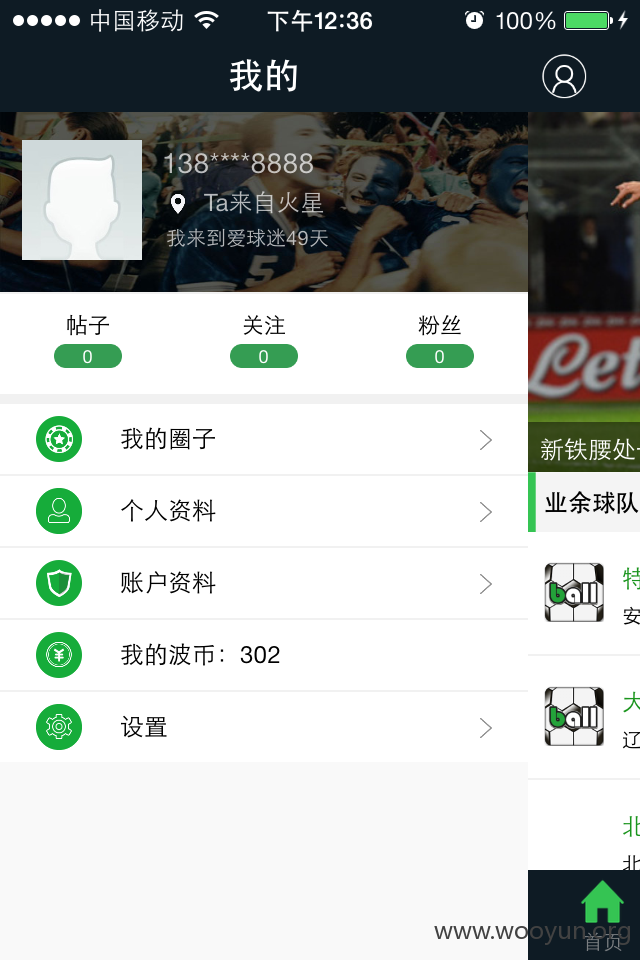 中国移动 下午12:36 100%
我的
138****8888
Ta来自火星
我来到爱球迷49天
帖子 关注 粉丝
0 0 0
我的圈子
个人资料
账户资料
我的波币：302
设置
Let
新铁腰处
业余球队
ball
特
安
ball
大
辽
北
北
www.wooyun.org
首页